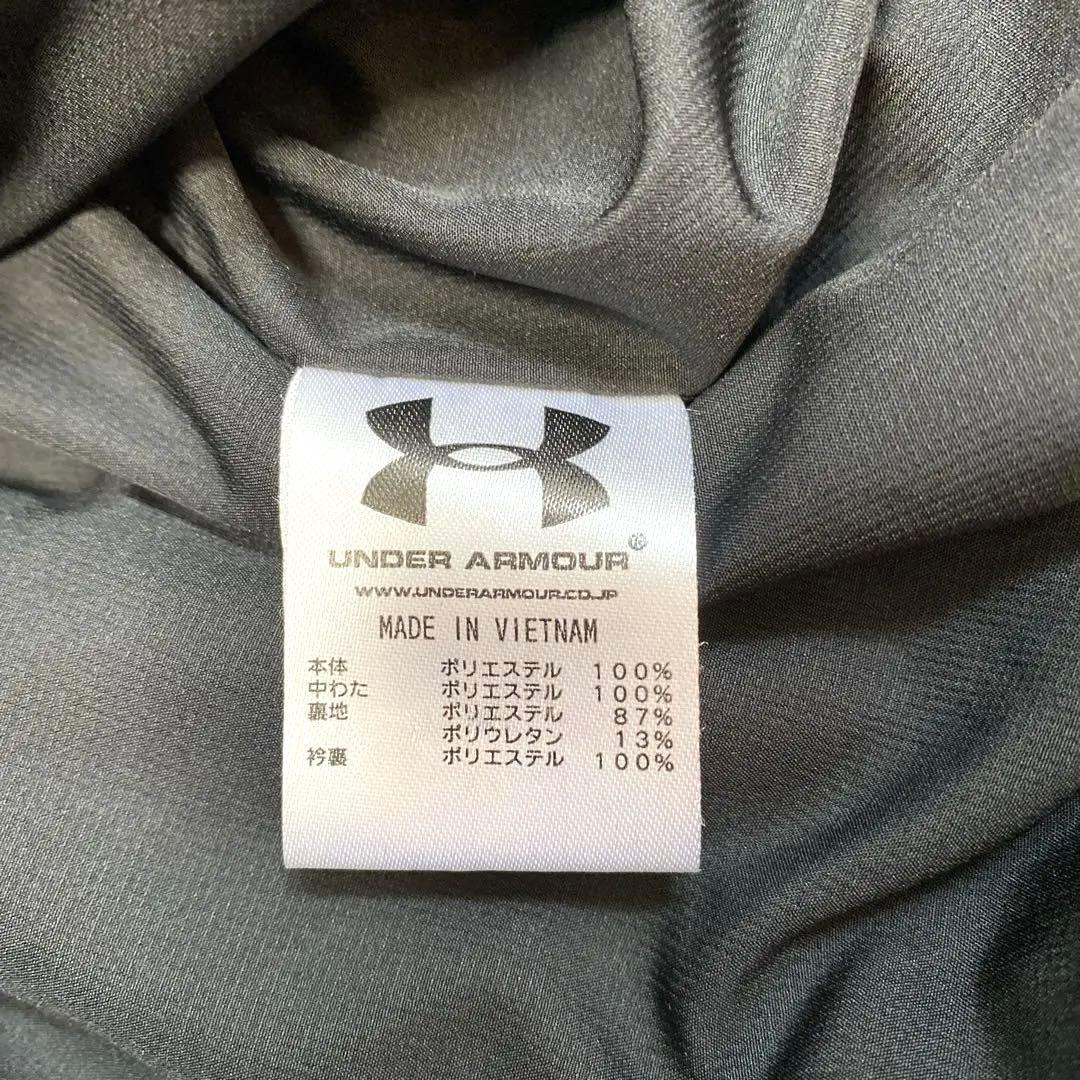 UNDER ARMOUR®
WWW.UNDERARMOUR.CO.JP
MADE IN VIETNAM
本体 ポリエステル 100%
中わた ポリエステル 100%
裏地 ポリエステル 87%
ポリウレタン 13%
衿裏 ポリエステル 100%